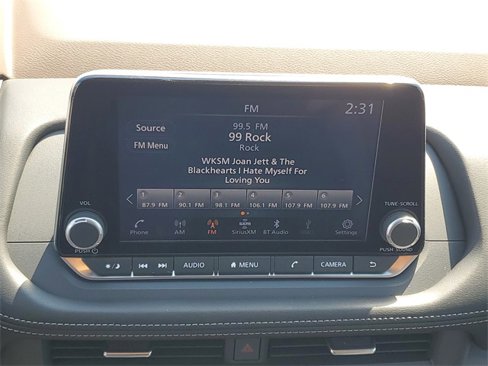 FM
2:31
Source
99.5 FM
99 Rock
FM Menu
Rock
WKSM Joan Jett & The
Blackhearts I Hate Myself For
Loving You
1 2 3 4 5 6
87.9 FM 90.1 FM 98.1 FM 106.1 FM 107.9 FM 107.9 FM
VOL
TUNE·SCROLL
Phone AM FM SiriusXM BT Audio Settings
PUSH
PUSH SOUND
AUDIO MENU CAMERA